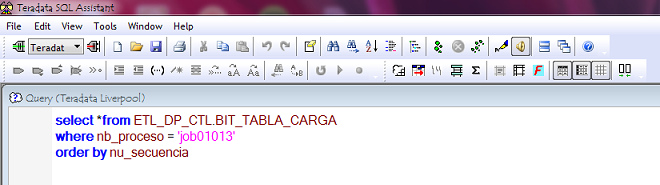 Teradata SQL Assistant
File Edit View Tools Window Help
Teradat
Query (Teradata Liverpool)
select *from ETL_DP_CTL.BIT_TABLA_CARGA
where nb_proceso = 'job01013'
order by nu_secuencia